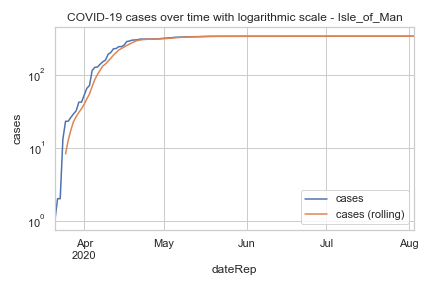 COVID-19 cases over time with logarithmic scale - Isle_of_Man
cases
10²
10¹
10⁰
cases
cases (rolling)
Apr
2020
May
Jun
Jul
Aug
dateRep